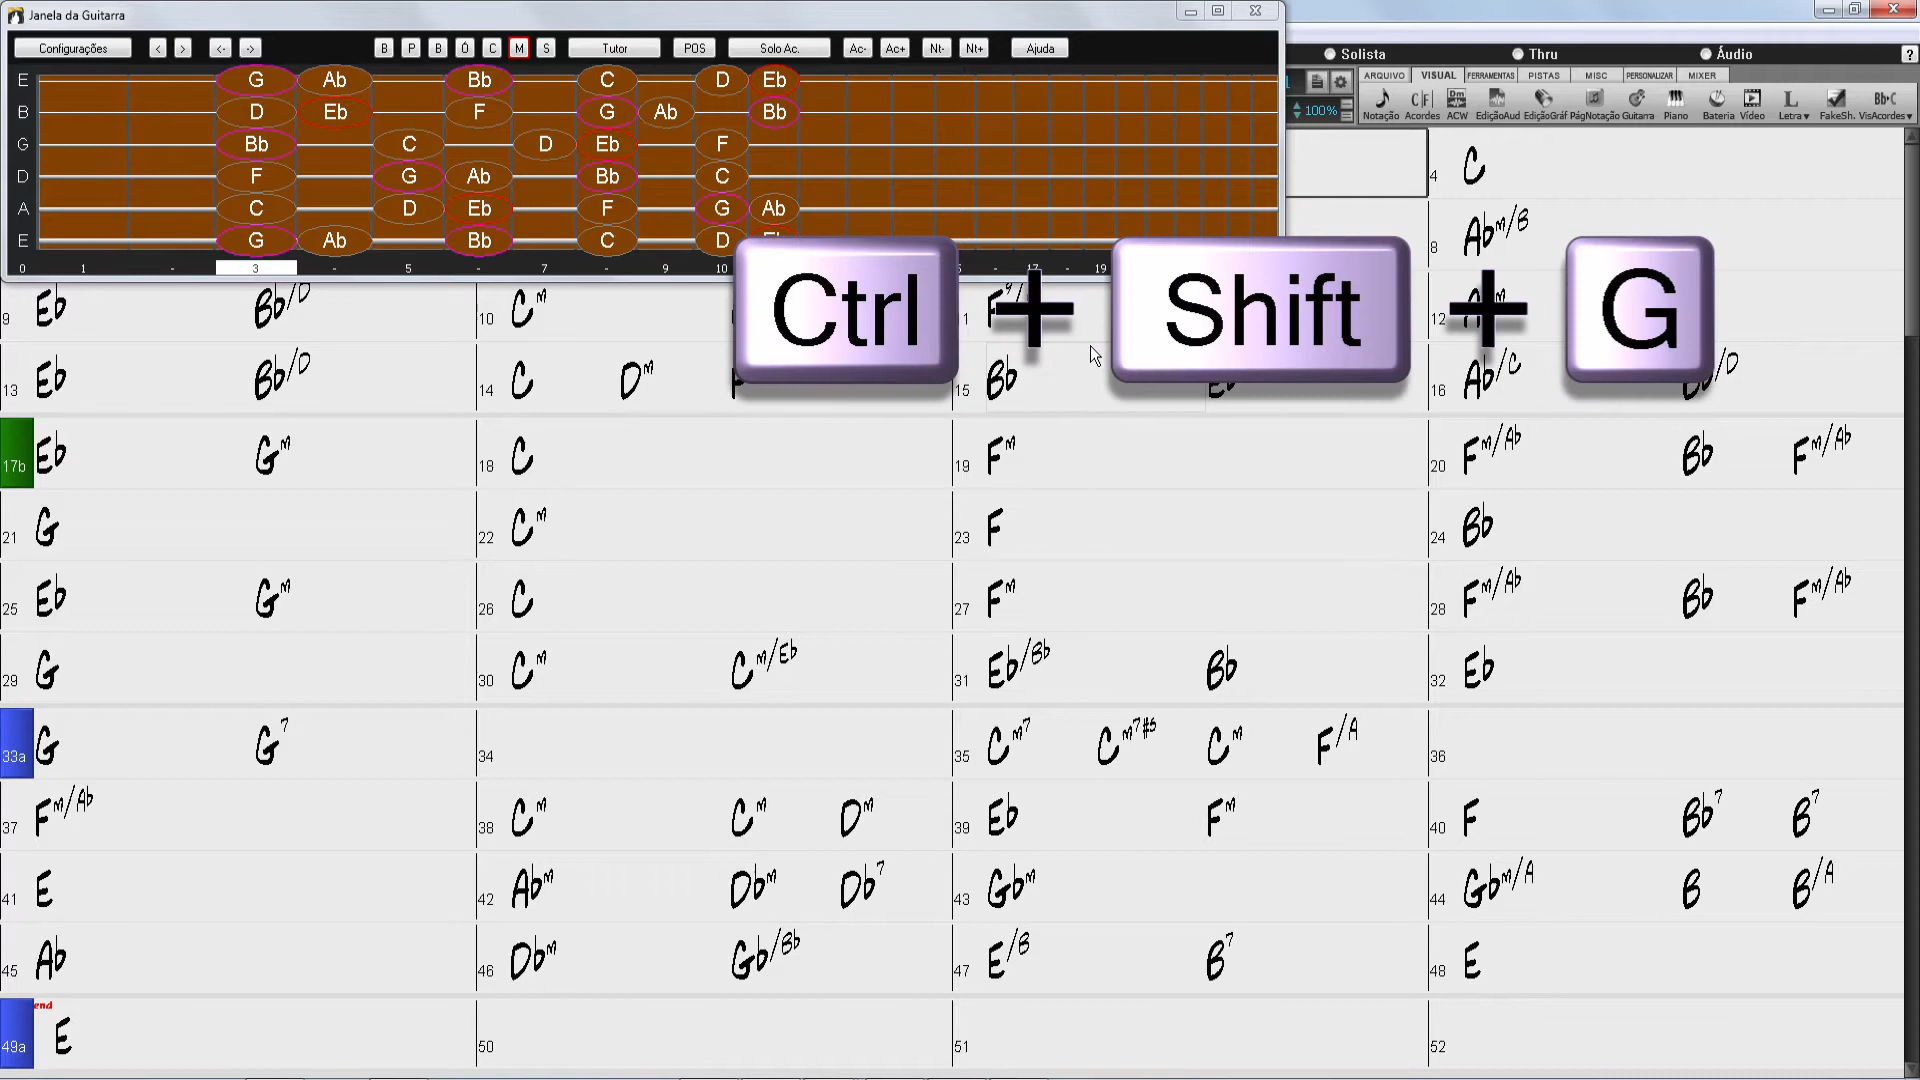 Janela da Guitarra
Configurações < > <- -> B P B Ó C M S Tutor POS Solo Ac. Ac- Ac+ Nt- Nt+ Ajuda
Solista Thru Áudio ?
ARQUIVO VISUAL FERRAMENTAS PISTAS MISC PERSONALIZAR MIXER
100%
Notação Acordes ACW EdiçãoAud EdiçãoGráf PágNotação Guitarra Piano Bateria Vídeo Letra FakeSh. VisAcordes
E G Ab Bb C D Eb
B D Eb F G Ab Bb
G Bb C D Eb F
D F G Ab Bb C
A C D Eb F G Ab
E G Ab Bb C D
0 1 - 3 - 5 - 7 - 9 10 - 17 - 19
4 C
8 Abm/B
Ctrl + Shift + G
9 Eb Bb/D 10 Cm 12
13 Eb Bb/D 14 C Dm 15 Bb Eb 16 Ab/C Bb/D
17b Eb Gm 18 C 19 Fm 20 Fm/Ab Bb Fm/Ab
21 G 22 Cm 23 F 24 Bb
25 Eb Gm 26 C 27 Fm 28 Fm/Ab Bb Fm/Ab
29 G 30 Cm Cm/Eb 31 Eb/Bb Bb 32 Eb
33a G G7 34 35 Cm7 Cm7#5 Cm F/A 36
37 Fm/Ab 38 Cm Cm Dm 39 Eb Fm 40 F Bb7 B7
41 E 42 Abm Dbm Db7 43 Gbm 44 Gbm/A B B/A
45 Ab 46 Dbm Gb/Bb 47 E/B B7 48 E
end
49a E 50 51 52